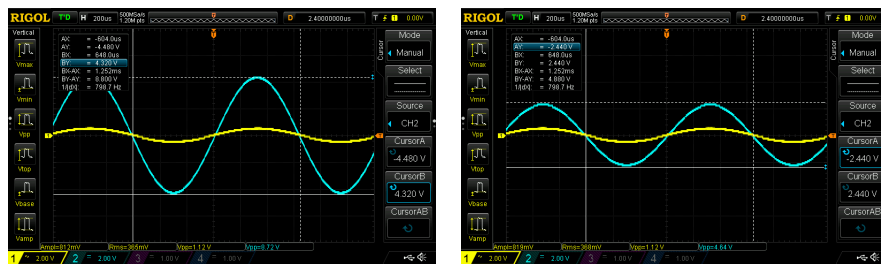 RIGOL T'D H 200us 500MSa/s 1.20M pts D 2.40000000us T 1 0.00V
Vertical
Vmax
Vmin
Vpp
Vtop
Vbase
Vamp
AX: = -604.0us
AY: = -4.480 V
BX: = 648.0us
BY: = 4.320 V
BX-AX: = 1.252ms
BY-AY: = 8.800 V
1/|dX|: = 798.7 Hz
Cursor
Mode
Manual
Select
Source
CH2
CursorA
-4.480 V
CursorB
4.320 V
CursorAB
Ampl=812mV Rms=365mV Vpp=1.12 V Vpp=8.72 V
1 ~ 2.00 V 2 = 2.00 V 3 = 1.00 V 4 = 1.00 V
RIGOL T'D H 200us 500MSa/s 1.20M pts D 2.40000000us T 1 0.00V
Vertical
Vmax
Vmin
Vpp
Vtop
Vbase
Vamp
AX: = -604.0us
AY: = -2.440 V
BX: = 648.0us
BY: = 2.440 V
BX-AX: = 1.252ms
BY-AY: = 4.880 V
1/|dX|: = 798.7 Hz
Cursor
Mode
Manual
Select
Source
CH2
CursorA
-2.440 V
CursorB
2.440 V
CursorAB
Ampl=819mV Rms=368mV Vpp=1.12 V Vpp=4.64 V
1 ~ 2.00 V 2 = 2.00 V 3 = 1.00 V 4 = 1.00 V